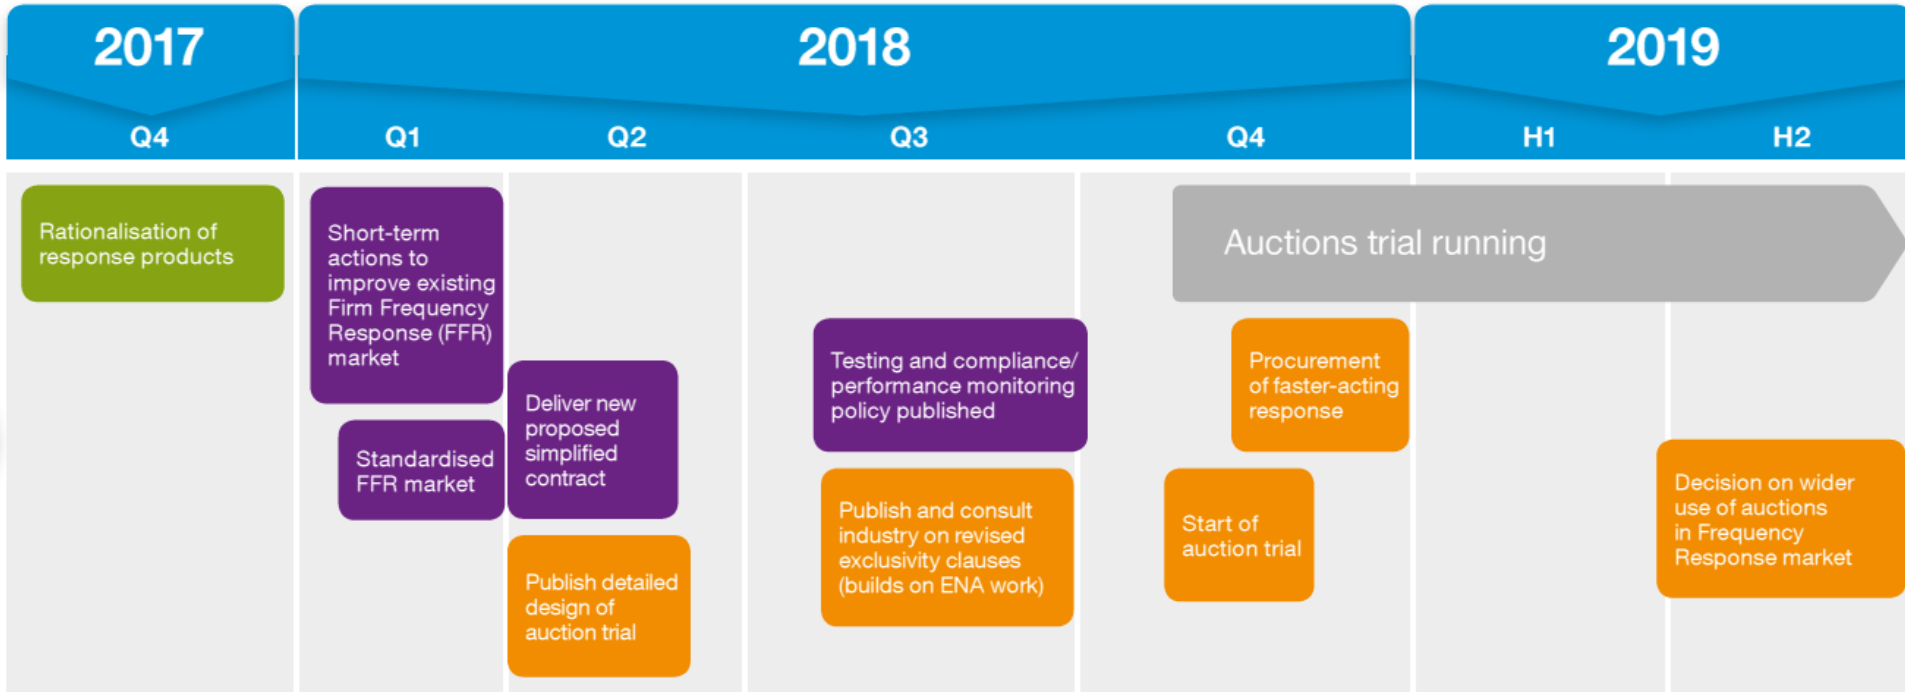 2017
2018
2019
Q4
Q1
Q2
Q3
Q4
H1
H2
Rationalisation of
response products
Short-term
actions to
improve existing
Firm Frequency
Response (FFR)
market
Standardised
FFR market
Deliver new
proposed
simplified
contract
Publish detailed
design of
auction trial
Testing and compliance/
performance monitoring
policy published
Publish and consult
industry on revised
exclusivity clauses
(builds on ENA work)
Auctions trial running
Procurement
of faster-acting
response
Start of
auction trial
Decision on wider
use of auctions
in Frequency
Response market